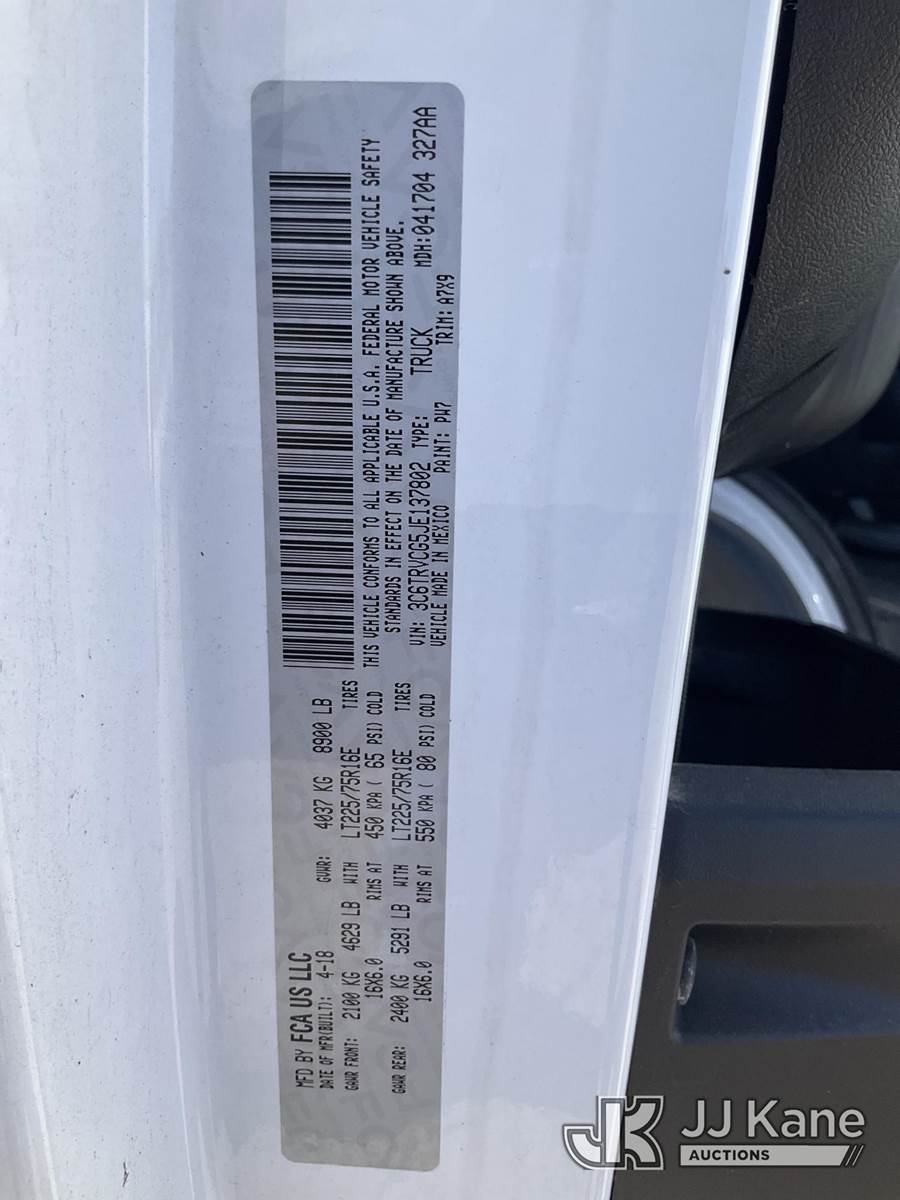 MFD BY FCA US LLC
DATE OF MFR(BUILT): 4-18 GVWR: 4037 KG 8900 LB
GAWR FRONT: 2100 KG 4629 LB WITH LT225/75R16E TIRES
16X6.0 RIMS AT 450 KPA ( 65 PSI) COLD
GAWR REAR: 2400 KG 5291 LB WITH LT225/75R16E TIRES
16X6.0 RIMS AT 550 KPA ( 80 PSI) COLD
THIS VEHICLE CONFORMS TO ALL APPLICABLE U.S.A. FEDERAL MOTOR VEHICLE SAFETY
STANDARDS IN EFFECT ON THE DATE OF MANUFACTURE SHOWN ABOVE.
VIN: 3C6TRVCG5JE137802 TYPE: TRUCK MDH:041704 327AA
VEHICLE MADE IN MEXICO PAINT: PW7 TRIM: A7X9
JK JJ Kane
AUCTIONS